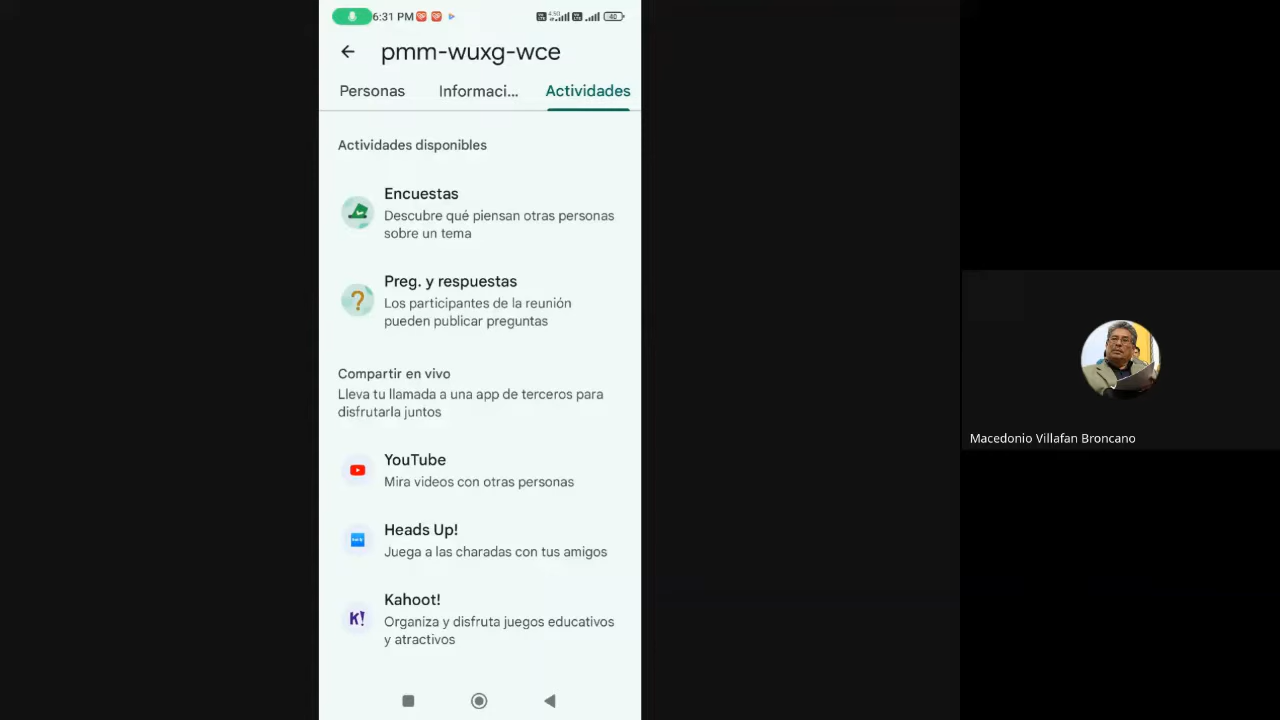 6:31 PM
4.50
40
pmm-wuxg-wce
Personas
Informaci...
Actividades
Actividades disponibles
Encuestas
Descubre qué piensan otras personas
sobre un tema
?
Preg. y respuestas
Los participantes de la reunión
pueden publicar preguntas
Compartir en vivo
Lleva tu llamada a una app de terceros para
disfrutarla juntos
YouTube
Mira videos con otras personas
Heads Up!
Juega a las charadas con tus amigos
K!
Kahoot!
Organiza y disfruta juegos educativos
y atractivos
Macedonio Villafan Broncano